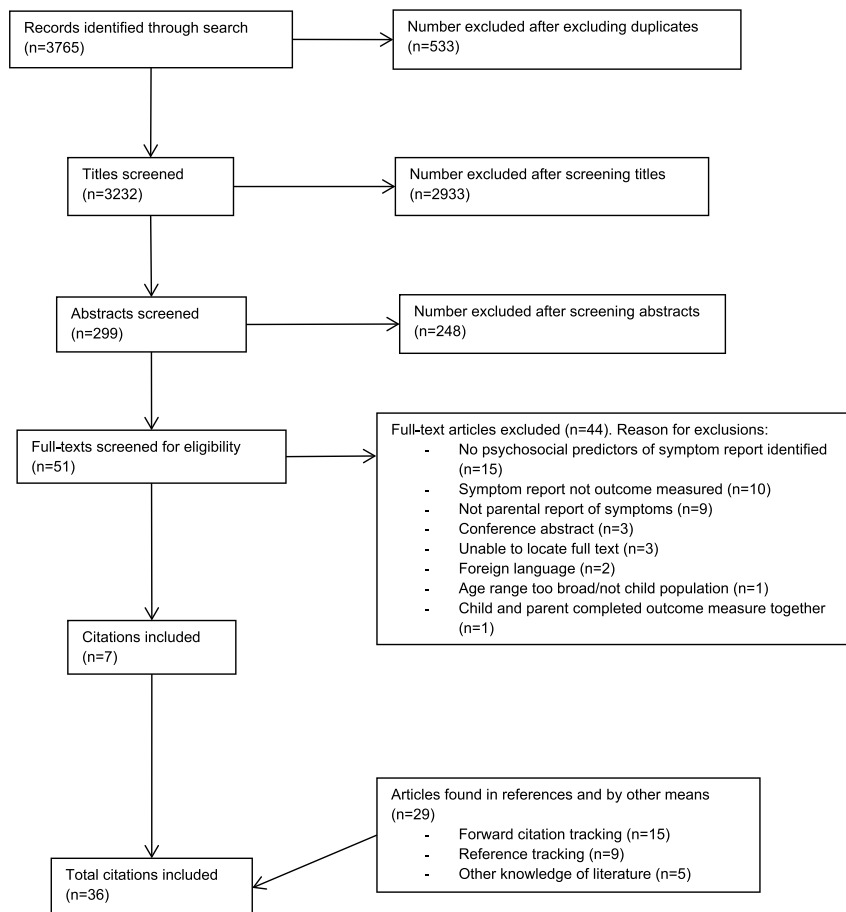 Records identified through search
(n=3765)
Number excluded after excluding duplicates
(n=533)
Titles screened
(n=3232)
Number excluded after screening titles
(n=2933)
Abstracts screened
(n=299)
Number excluded after screening abstracts
(n=248)
Full-texts screened for eligibility
(n=51)
Full-text articles excluded (n=44). Reason for exclusions:
- No psychosocial predictors of symptom report identified
(n=15)
- Symptom report not outcome measured (n=10)
- Not parental report of symptoms (n=9)
- Conference abstract (n=3)
- Unable to locate full text (n=3)
- Foreign language (n=2)
- Age range too broad/not child population (n=1)
- Child and parent completed outcome measure together
(n=1)
Citations included
(n=7)
Articles found in references and by other means
(n=29)
- Forward citation tracking (n=15)
- Reference tracking (n=9)
- Other knowledge of literature (n=5)
Total citations included
(n=36)